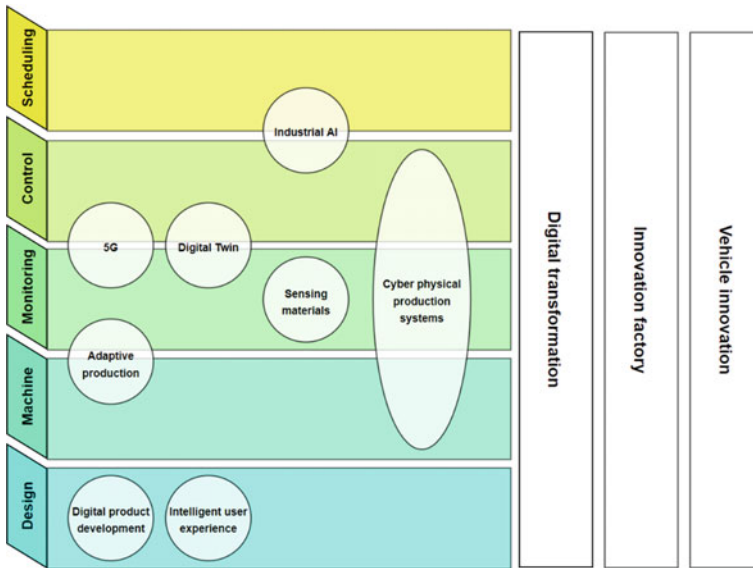 Scheduling
Industrial AI
Control
5G
Digital Twin
Monitoring
Sensing
materials
Cyber physical
production
systems
Adaptive
production
Machine
Design
Digital product
development
Intelligent user
experience
Digital transformation
Innovation factory
Vehicle innovation